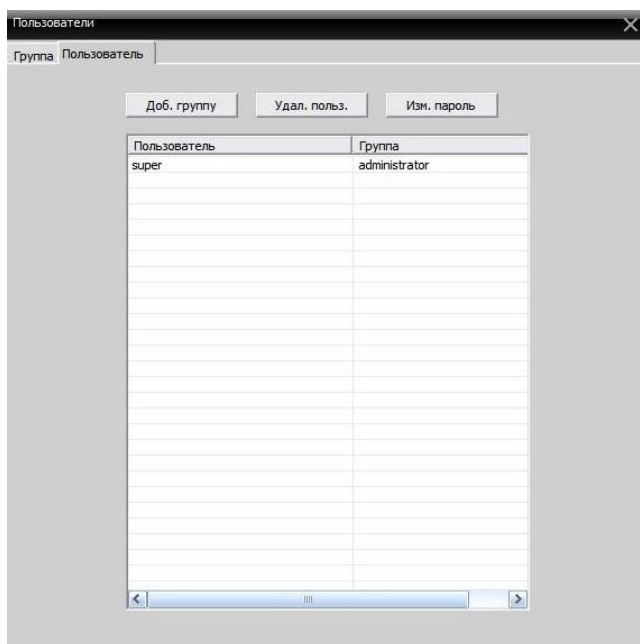 Пользователи
Группа Пользователь
Доб. группу Удал. польз. Изм. пароль
Пользователь Группа
super administrator